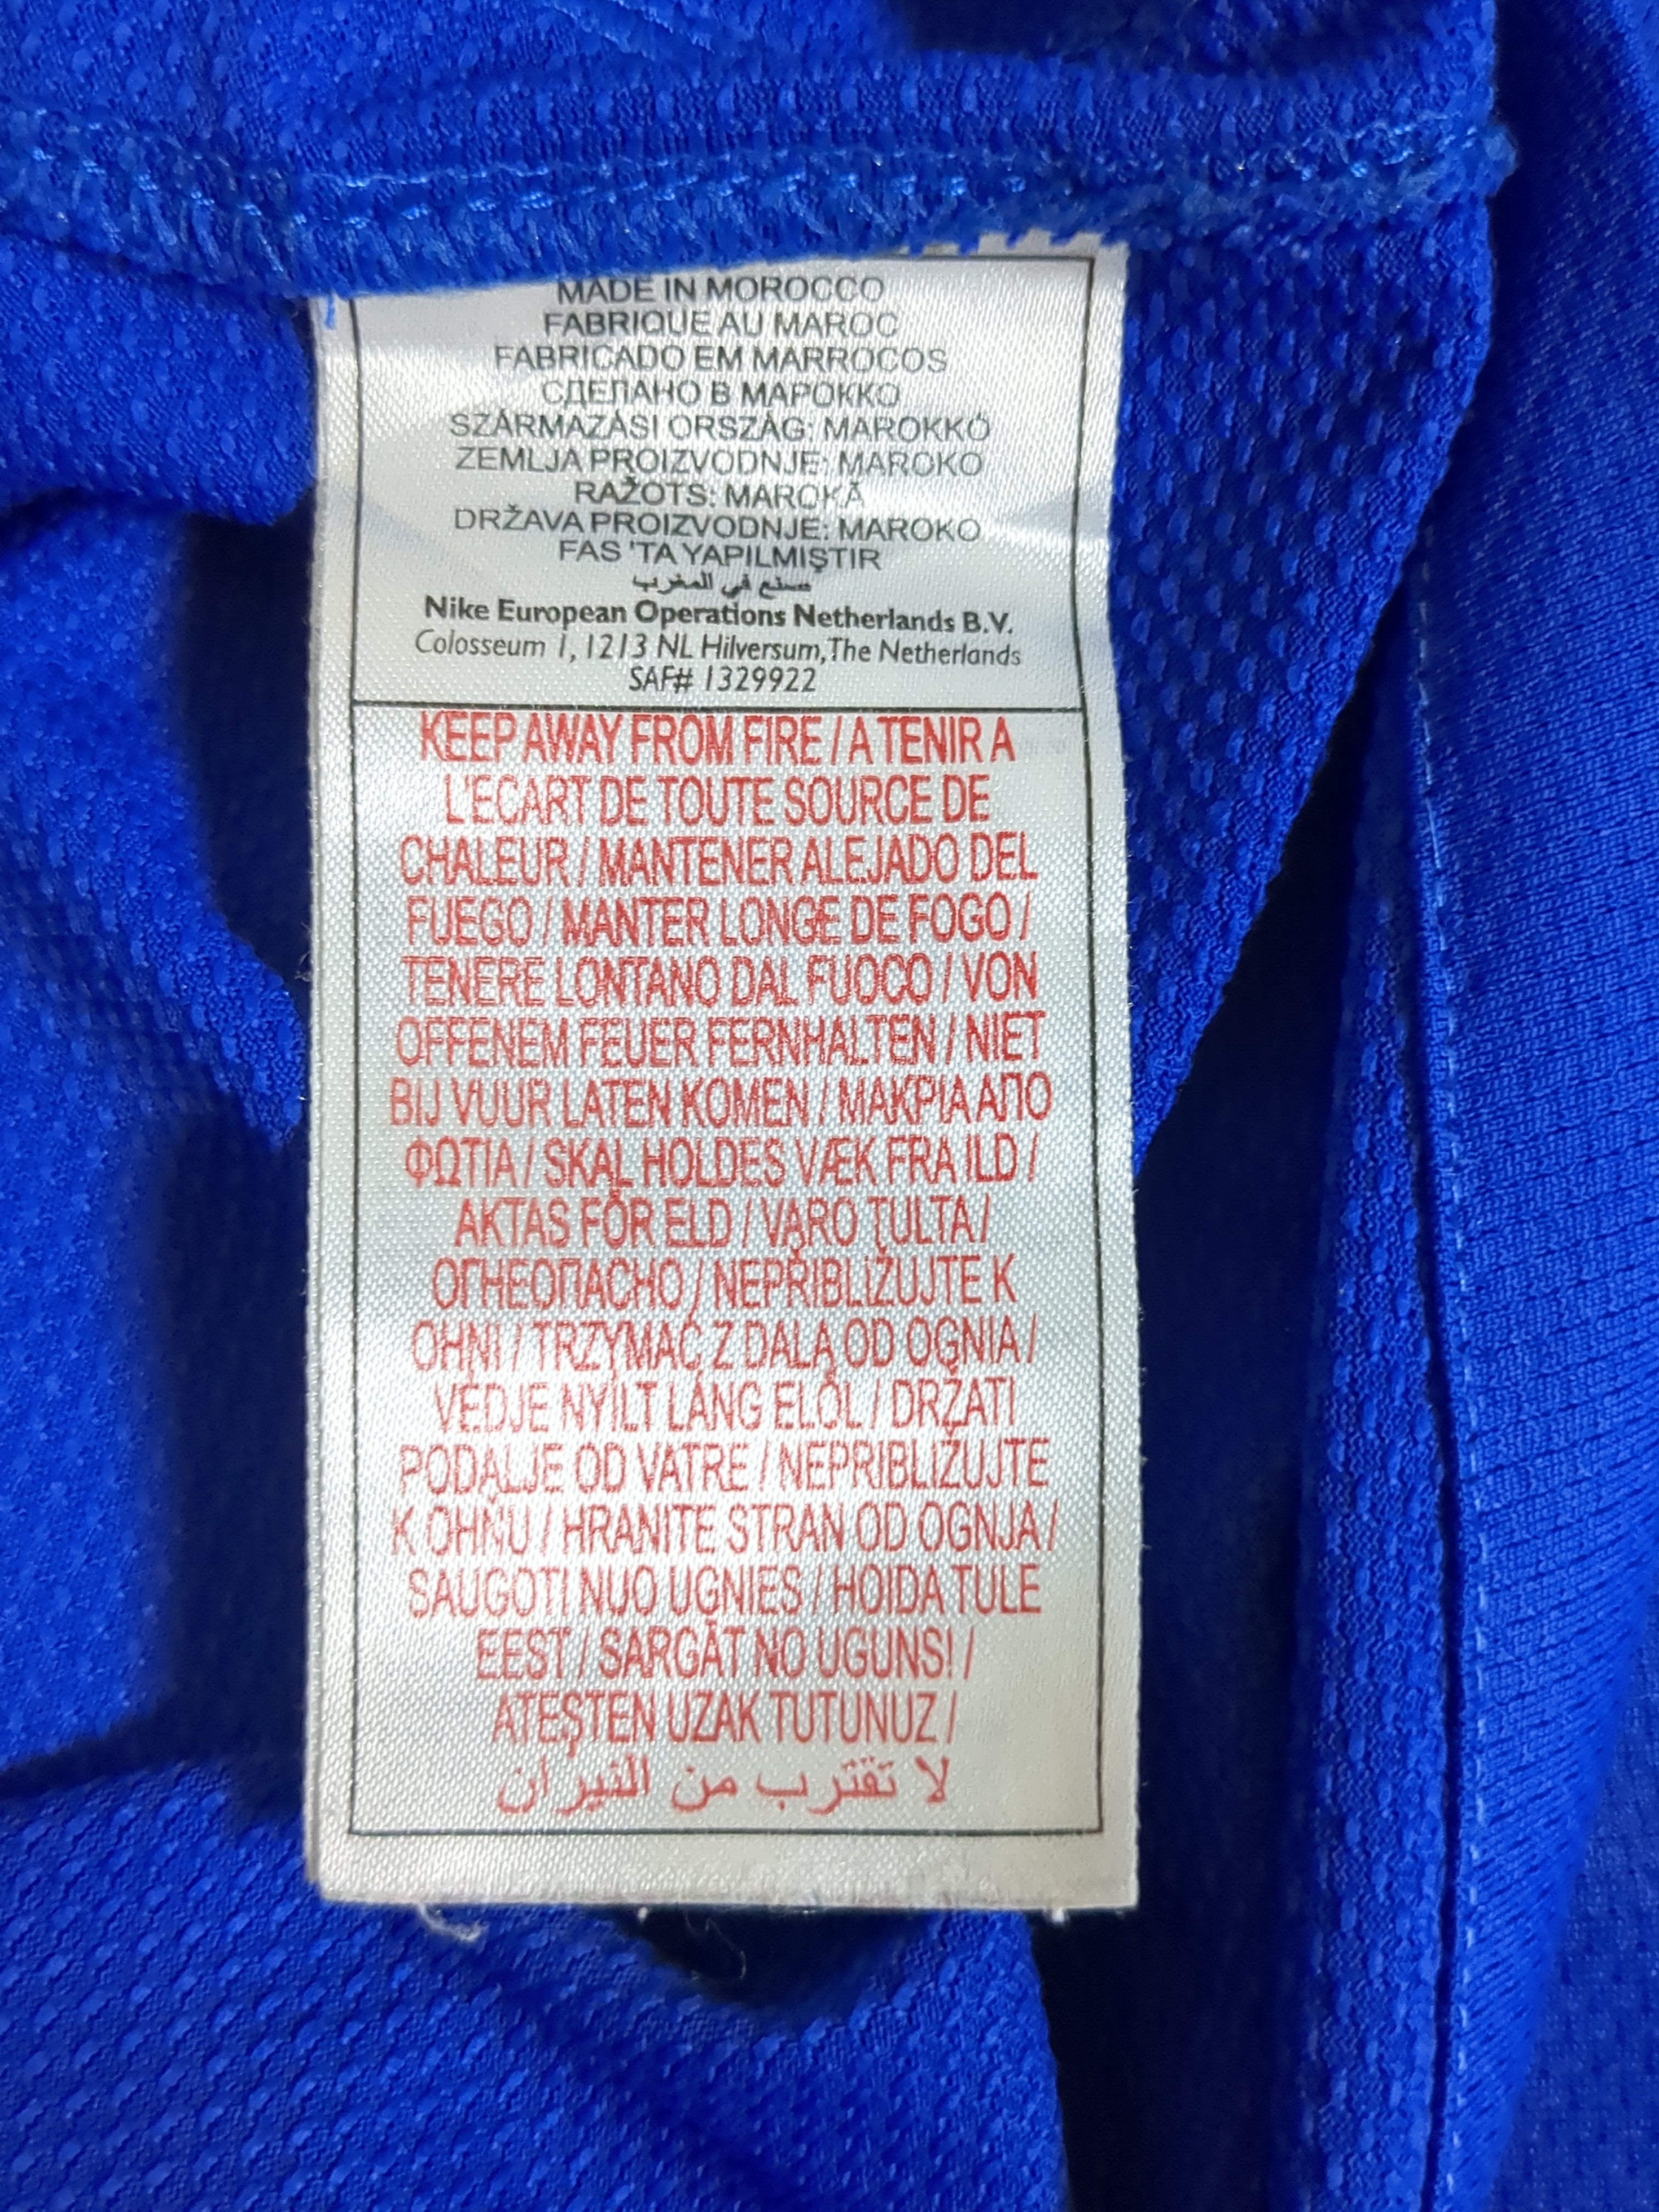 MADE IN MOROCCO
FABRIQUE AU MAROC
FABRICADO EM MARROCOS
СДЕЛАНО В МАРОККО
SZÁRMAZÁSI ORSZÁG: MAROKKÓ
ZEMLJA PROIZVODNJE: MAROKO
RAŽOTS: MAROKĀ
DRŽAVA PROIZVODNJE: MAROKO
FAS 'TA YAPILMIŞTIR
صنع في المغرب
Nike European Operations Netherlands B.V.
Colosseum 1, 1213 NL Hilversum, The Netherlands
SAF# 1329922
KEEP AWAY FROM FIRE / A TENIR A
L'ECART DE TOUTE SOURCE DE
CHALEUR / MANTENER ALEJADO DEL
FUEGO / MANTER LONGE DE FOGO /
TENERE LONTANO DAL FUOCO / VON
OFFENEM FEUER FERNHALTEN / NIET
BIJ VUUR LATEN KOMEN / ΜΑΚΡΙΑ ΑΠΟ
ΦΩΤΙΑ / SKAL HOLDES VÆK FRA ILD /
AKTAS FÖR ELD / VARO TULTA /
ОГНЕОПАСНО / NEPŘIBLIŽUJTE K
OHNI / TRZYMAĆ Z DALA OD OGNIA /
VÉDJE NYÍLT LÁNG ELŐL / DRŽATI
PODALJE OD VATRE / NEPRIBLIŽUJTE
K OHŇU / HRANITE STRAN OD OGNJA /
SAUGOTI NUO UGNIES / HOIDA TULE
EEST / SARGĀT NO UGUNS! /
ATEŞTEN UZAK TUTUNUZ /
لا تقترب من النيران